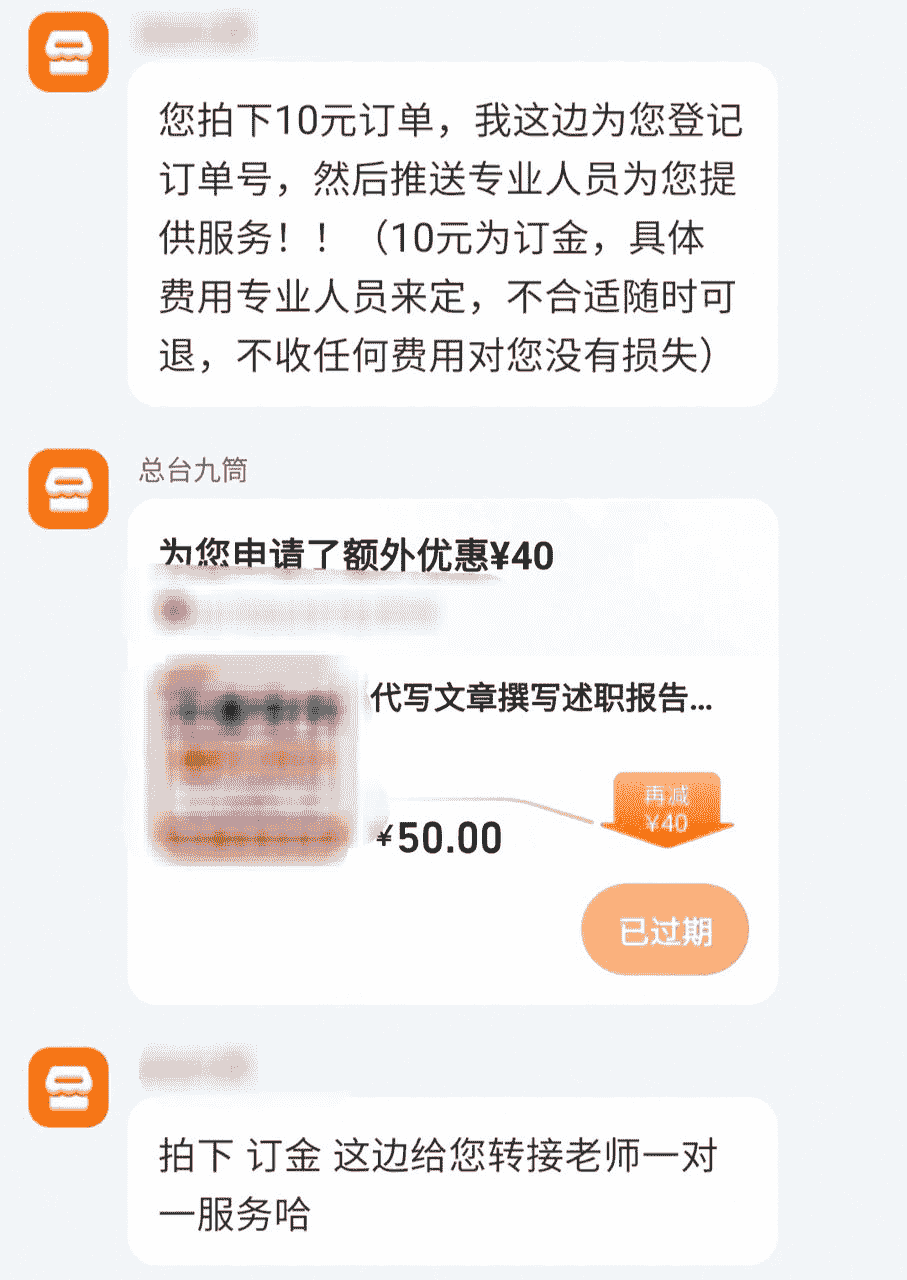 您拍下10元订单，我这边为您登记
订单号，然后推送专业人员为您提
供服务！！（10元为订金，具体
费用专业人员来定，不合适随时可
退，不收任何费用对您没有损失）
总台九筒
为您申请了额外优惠¥40
代写文章撰写述职报告...
再减
¥40
¥50.00
已过期
拍下 订金 这边给您转接老师一对
一服务哈